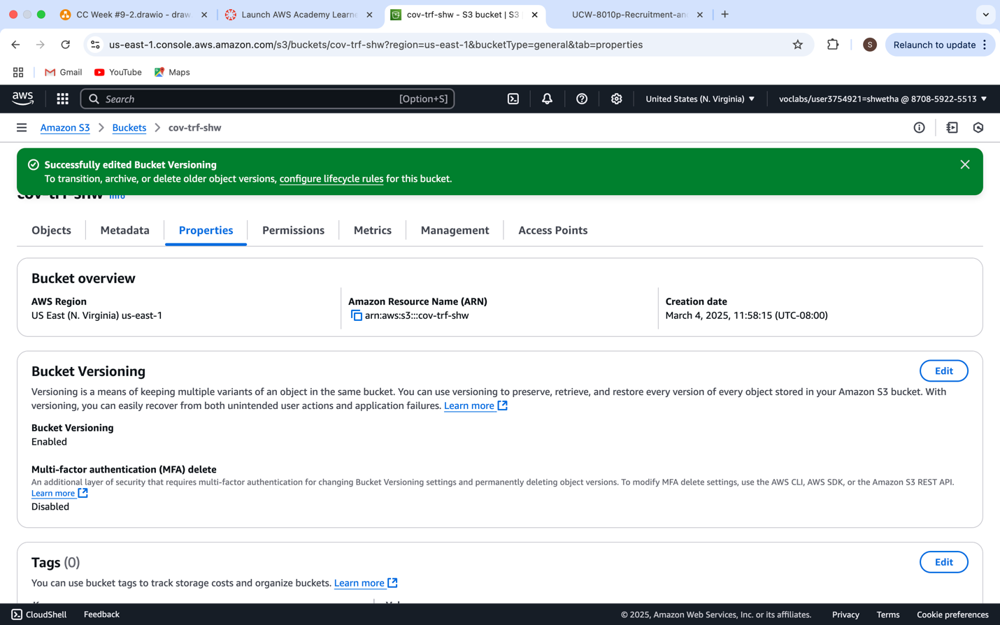 CC Week #9-2.drawio - draw
Launch AWS Academy Learne
cov-trf-shw - S3 bucket | S3
UCW-8010p-Recruitment-an
us-east-1.console.aws.amazon.com/s3/buckets/cov-trf-shw?region=us-east-1&bucketType=general&tab=properties
S
Relaunch to update
Gmail
YouTube
Maps
aws
Search
[Option+S]
United States (N. Virginia)
voclabs/user3754921=shwetha @ 8708-5922-5513
Amazon S3
Buckets
cov-trf-shw
Successfully edited Bucket Versioning
To transition, archive, or delete older object versions, configure lifecycle rules for this bucket.
cov-trf-shw Info
Objects
Metadata
Properties
Permissions
Metrics
Management
Access Points
Bucket overview
AWS Region
US East (N. Virginia) us-east-1
Amazon Resource Name (ARN)
arn:aws:s3:::cov-trf-shw
Creation date
March 4, 2025, 11:58:15 (UTC-08:00)
Bucket Versioning
Edit
Versioning is a means of keeping multiple variants of an object in the same bucket. You can use versioning to preserve, retrieve, and restore every version of every object stored in your Amazon S3 bucket. With
versioning, you can easily recover from both unintended user actions and application failures. Learn more
Bucket Versioning
Enabled
Multi-factor authentication (MFA) delete
An additional layer of security that requires multi-factor authentication for changing Bucket Versioning settings and permanently deleting object versions. To modify MFA delete settings, use the AWS CLI, AWS SDK, or the Amazon S3 REST API.
Learn more
Disabled
Tags (0)
Edit
You can use bucket tags to track storage costs and organize buckets. Learn more
CloudShell
Feedback
© 2025, Amazon Web Services, Inc. or its affiliates.
Privacy
Terms
Cookie preferences